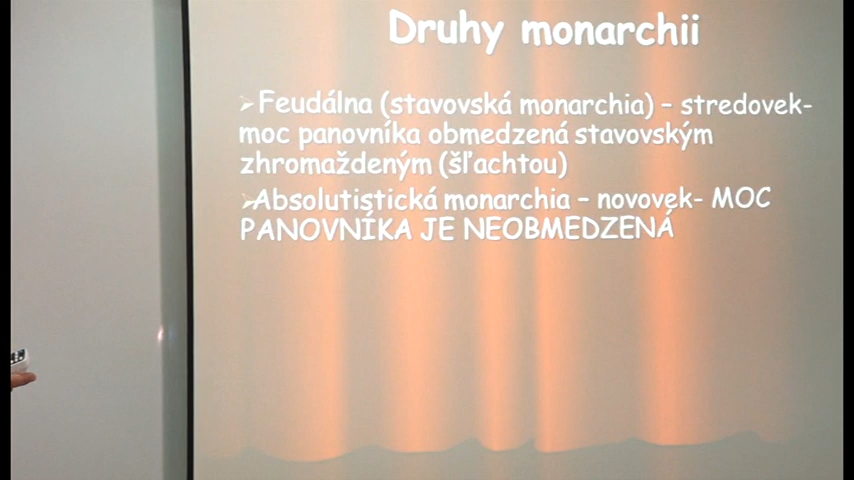 Druhy monarchii
Feudálna (stavovská monarchia) – stredovek-
moc panovníka obmedzená stavovským
zhromaždeným (šľachtou)
Absolutistická monarchia – novovek- MOC
PANOVNÍKA JE NEOBMEDZENÁ